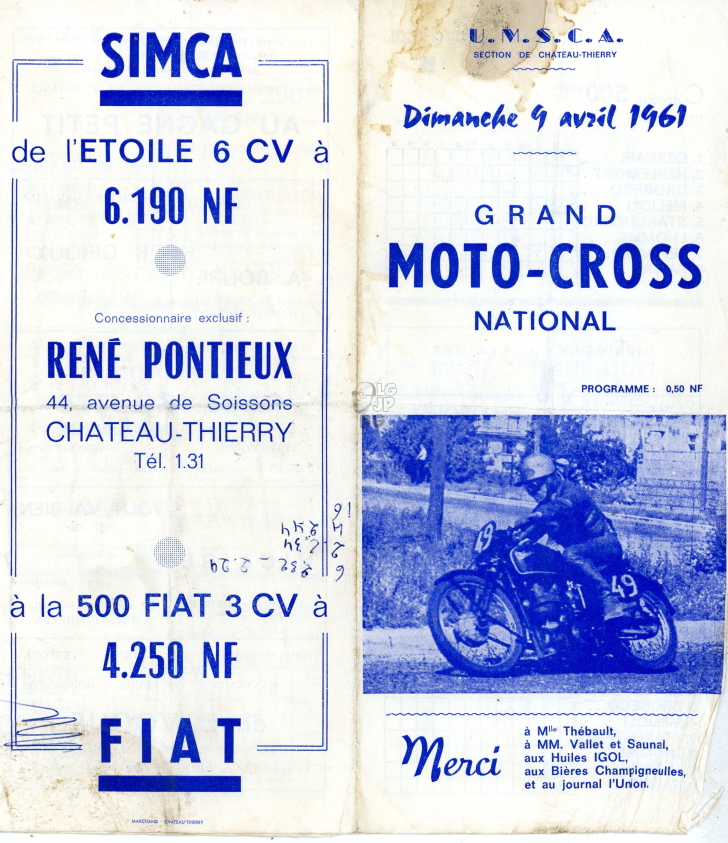 SIMCA
de l'ETOILE 6 CV à
6.190 NF
Concessionnaire exclusif :
RENÉ PONTIEUX
44, avenue de Soissons
CHATEAU-THIERRY
Tél. 1.31
à la 500 FIAT 3 CV à
4.250 NF
FIAT
MARCHAND - CHATEAU-THIERRY
U.M.S.C.A.
SECTION DE CHATEAU-THIERRY
Dimanche 9 avril 1961
GRAND
MOTO-CROSS
NATIONAL
PROGRAMME : 0,50 NF
49
49
Merci
à Mlle Thébault,
à MM. Vallet et Saunal,
aux Huiles IGOL,
aux Bières Champigneulles,
et au journal l'Union.